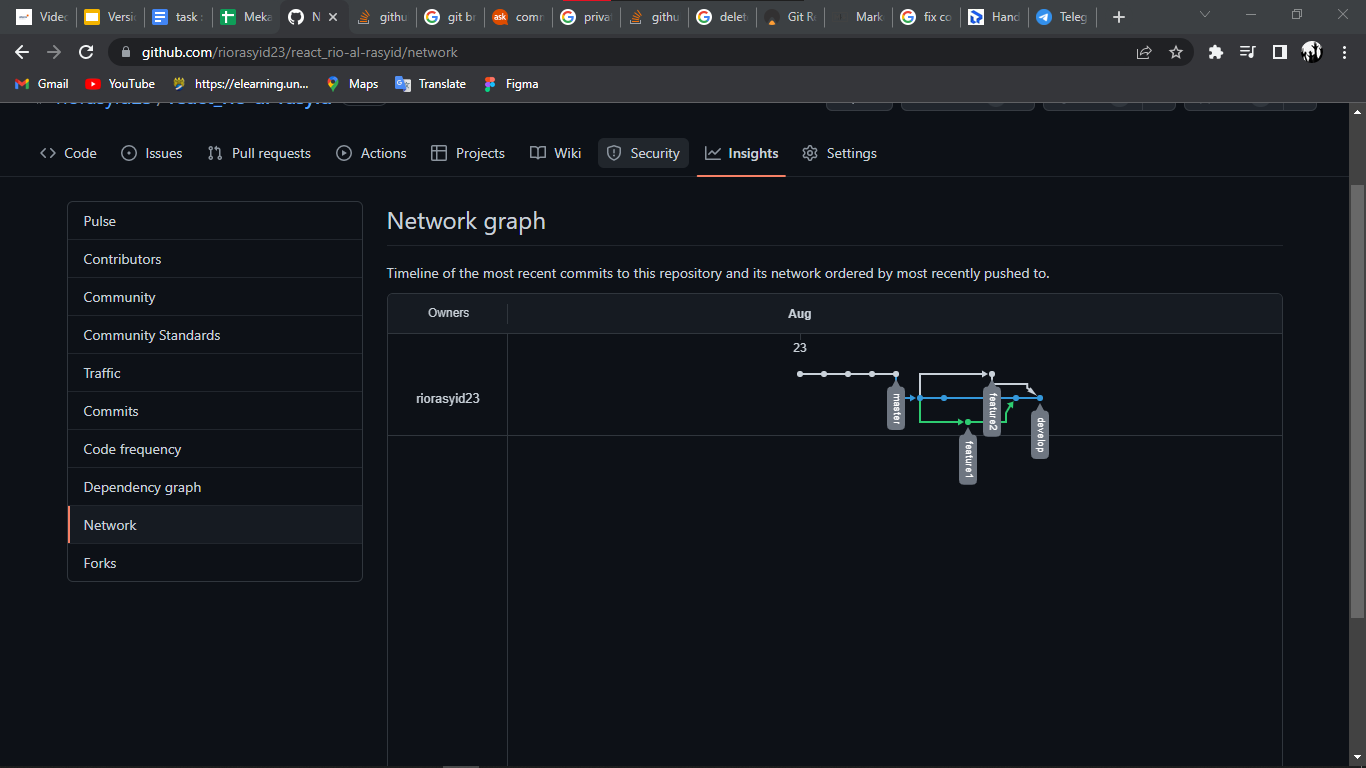 Video
Versi
task
Meka
N
githu
git br
comm
privat
githu
delet
Git R
Mark
fix co
Hand
Teleg
github.com/riorasyid23/react_rio-al-rasyid/network
Gmail
YouTube
https://elearning.un...
Maps
Translate
Figma
Code
Issues
Pull requests
Actions
Projects
Wiki
Security
Insights
Settings
Pulse
Contributors
Community
Community Standards
Traffic
Commits
Code frequency
Dependency graph
Network
Forks
Network graph
Timeline of the most recent commits to this repository and its network ordered by most recently pushed to.
Owners
Aug
23
riorasyid23
master
feature2
develop
feature1